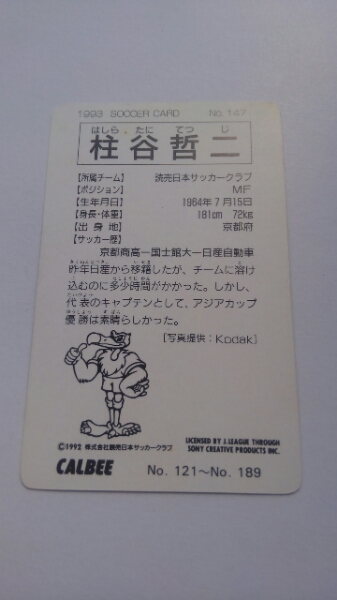 1993 SOCCER CARD No. 147
はしら たに てつ じ
柱谷哲二
【所属チーム】 読売日本サッカークラブ
【ポジション】 MF
【生年月日】 1964年7月15日
【身長・体重】 181cm 72kg
【出身地】 京都府
【サッカー歴】
京都商高―国士館大―日産自動車
昨年日産から移籍したが、チームに溶け
込むのに多少時間がかかった。しかし、
代表のキャプテンとして、アジアカップ
優勝は素晴らしかった。
［写真提供：Kodak］
©1992 株式会社読売日本サッカークラブ
LICENSED BY J.LEAGUE THROUGH
SONY CREATIVE PRODUCTS INC.
CALBEE No. 121〜No. 189